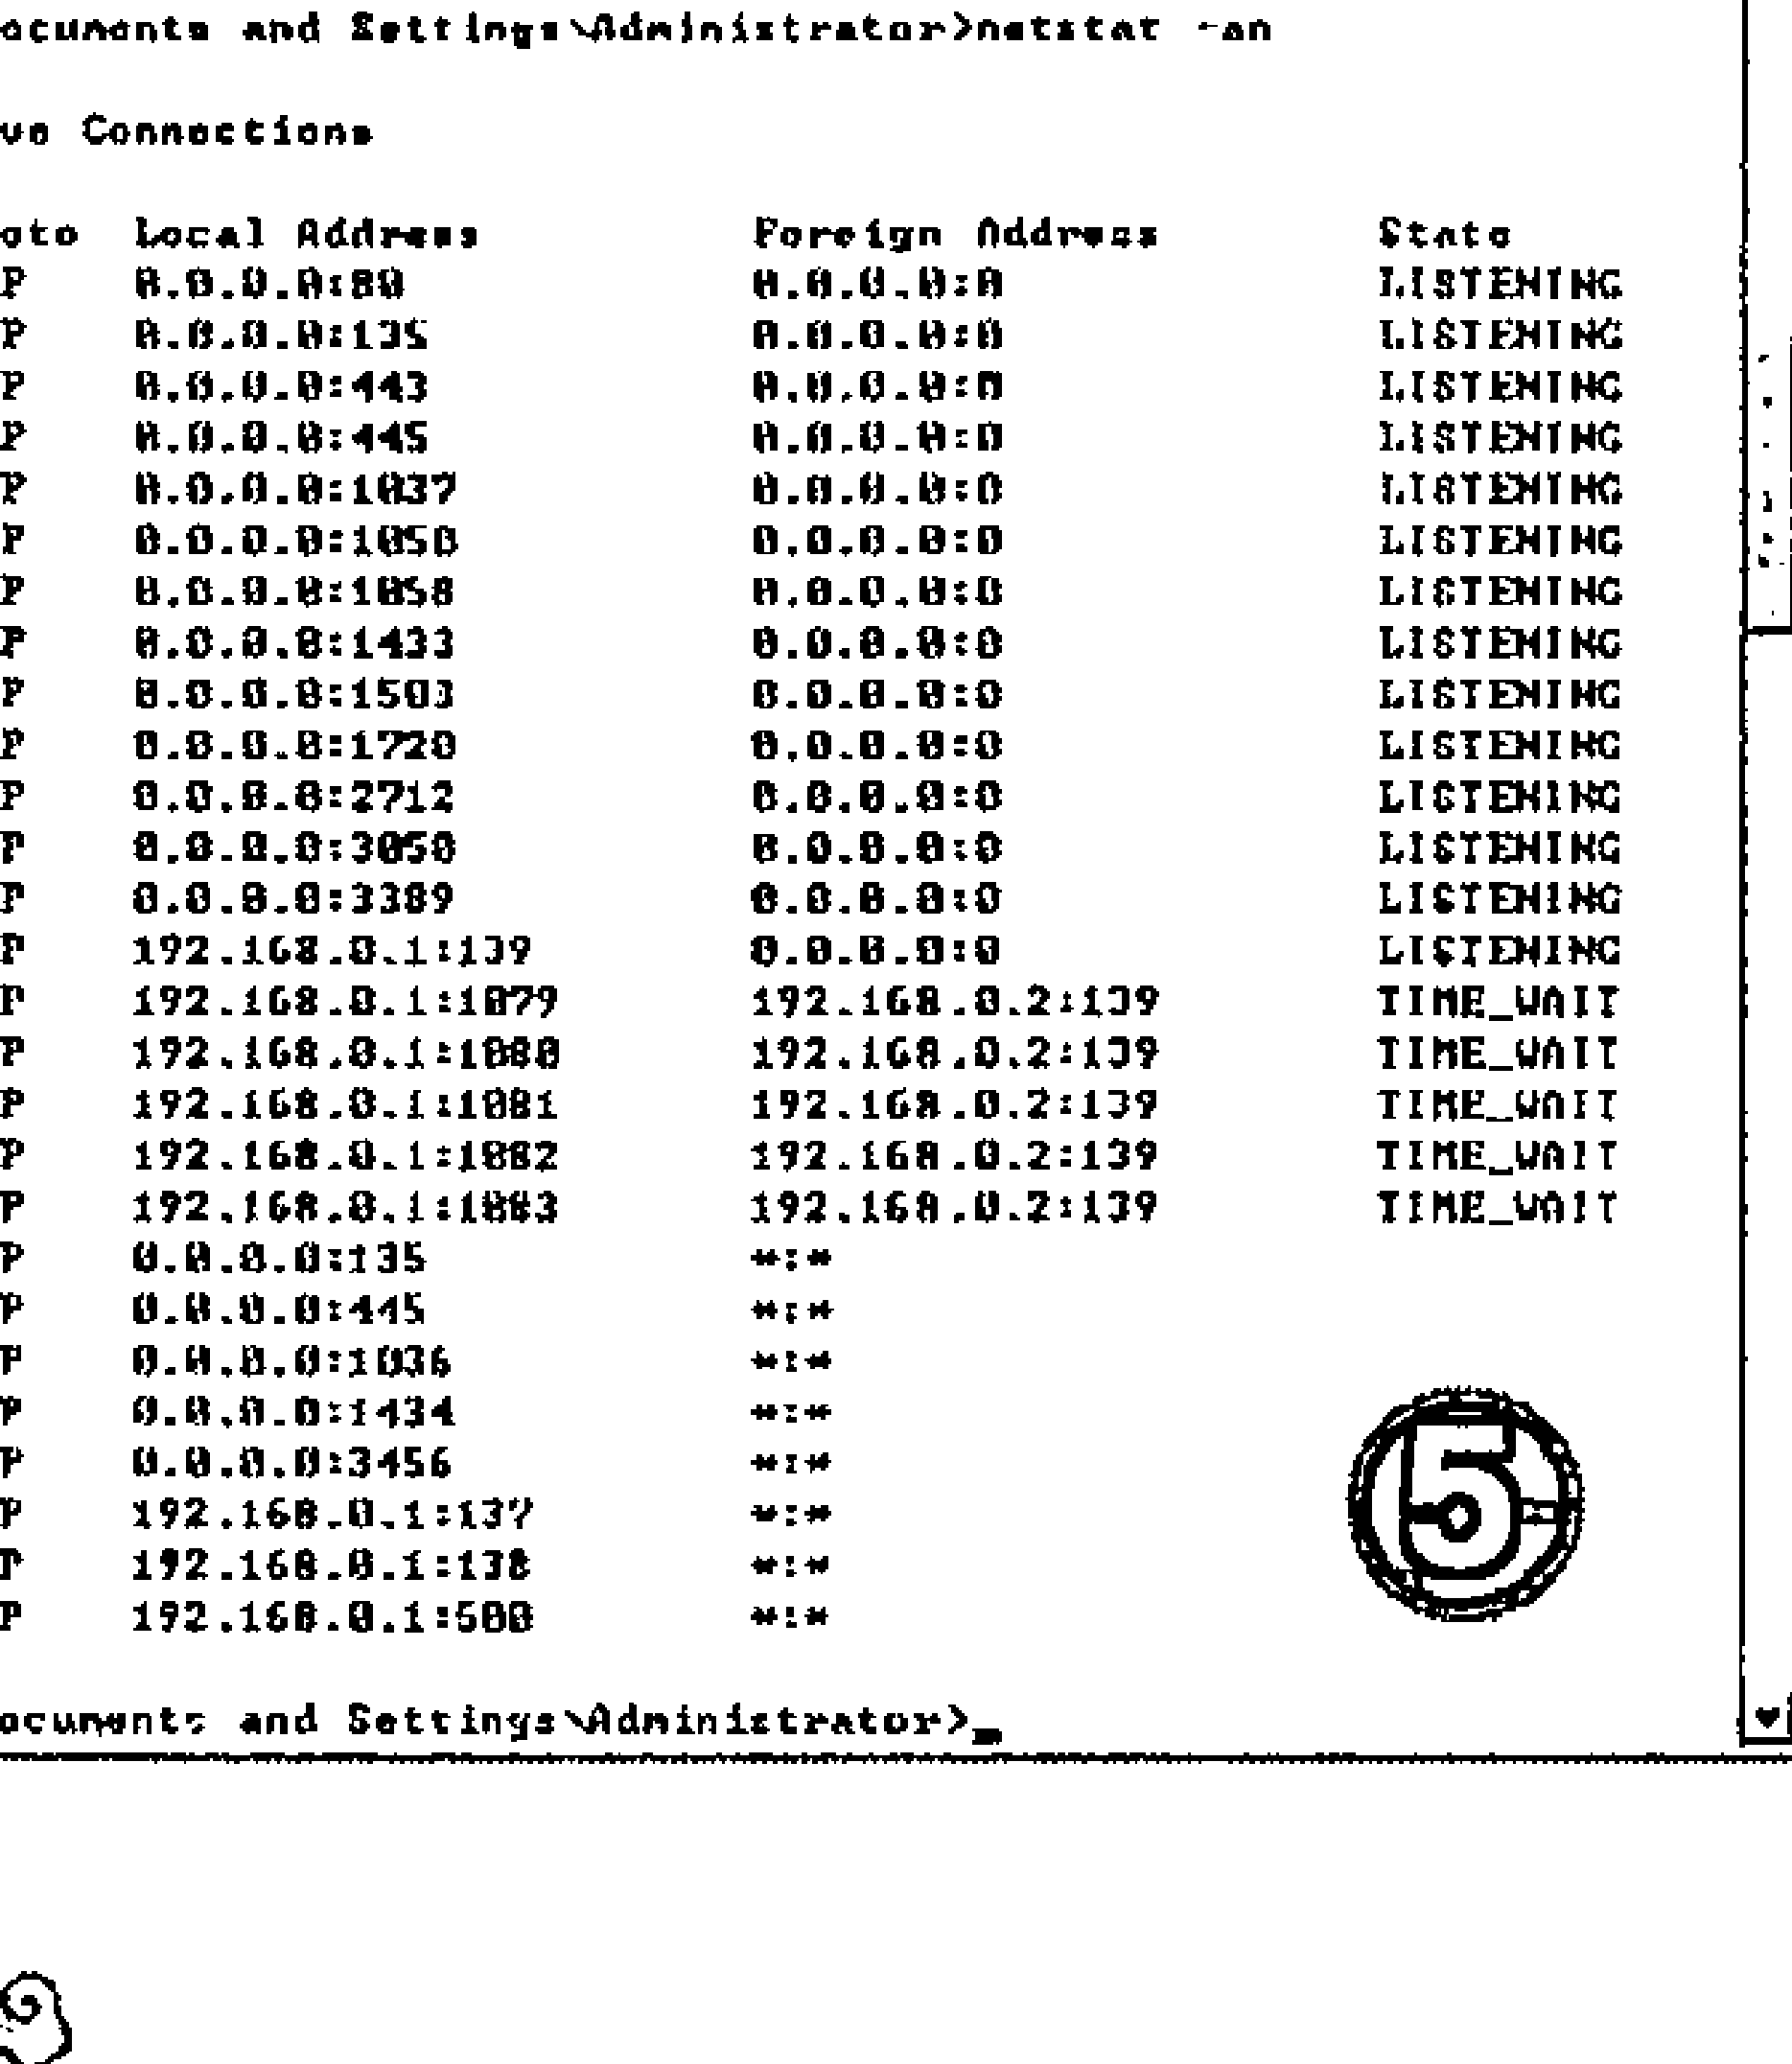 ocuments and Settings\Administrator>netstat -an
ve Connections
oto Local Address Foreign Address State
P 0.0.0.0:80 0.0.0.0:0 LISTENING
P 0.0.0.0:135 0.0.0.0:0 LISTENING
P 0.0.0.0:443 0.0.0.0:0 LISTENING
P 0.0.0.0:445 0.0.0.0:0 LISTENING
P 0.0.0.0:1037 0.0.0.0:0 LISTENING
P 0.0.0.0:1050 0.0.0.0:0 LISTENING
P 0.0.0.0:1058 0.0.0.0:0 LISTENING
P 0.0.0.0:1433 0.0.0.0:0 LISTENING
P 0.0.0.0:1503 0.0.0.0:0 LISTENING
P 0.0.0.0:1720 0.0.0.0:0 LISTENING
P 0.0.0.0:2712 0.0.0.0:0 LISTENING
P 0.0.0.0:3050 0.0.0.0:0 LISTENING
P 0.0.0.0:3389 0.0.0.0:0 LISTENING
P 192.168.0.1:139 0.0.0.0:0 LISTENING
P 192.168.0.1:1079 192.168.0.2:139 TIME_WAIT
P 192.168.0.1:1080 192.168.0.2:139 TIME_WAIT
P 192.168.0.1:1081 192.168.0.2:139 TIME_WAIT
P 192.168.0.1:1082 192.168.0.2:139 TIME_WAIT
P 192.168.0.1:1083 192.168.0.2:139 TIME_WAIT
P 0.0.0.0:135 *:*
P 0.0.0.0:445 *:*
P 0.0.0.0:1036 *:*
P 0.0.0.0:1434 *:*
P 0.0.0.0:3456 *:*
P 192.168.0.1:137 *:*
P 192.168.0.1:138 *:*
P 192.168.0.1:500 *:*
5
ocuments and Settings\Administrator>_